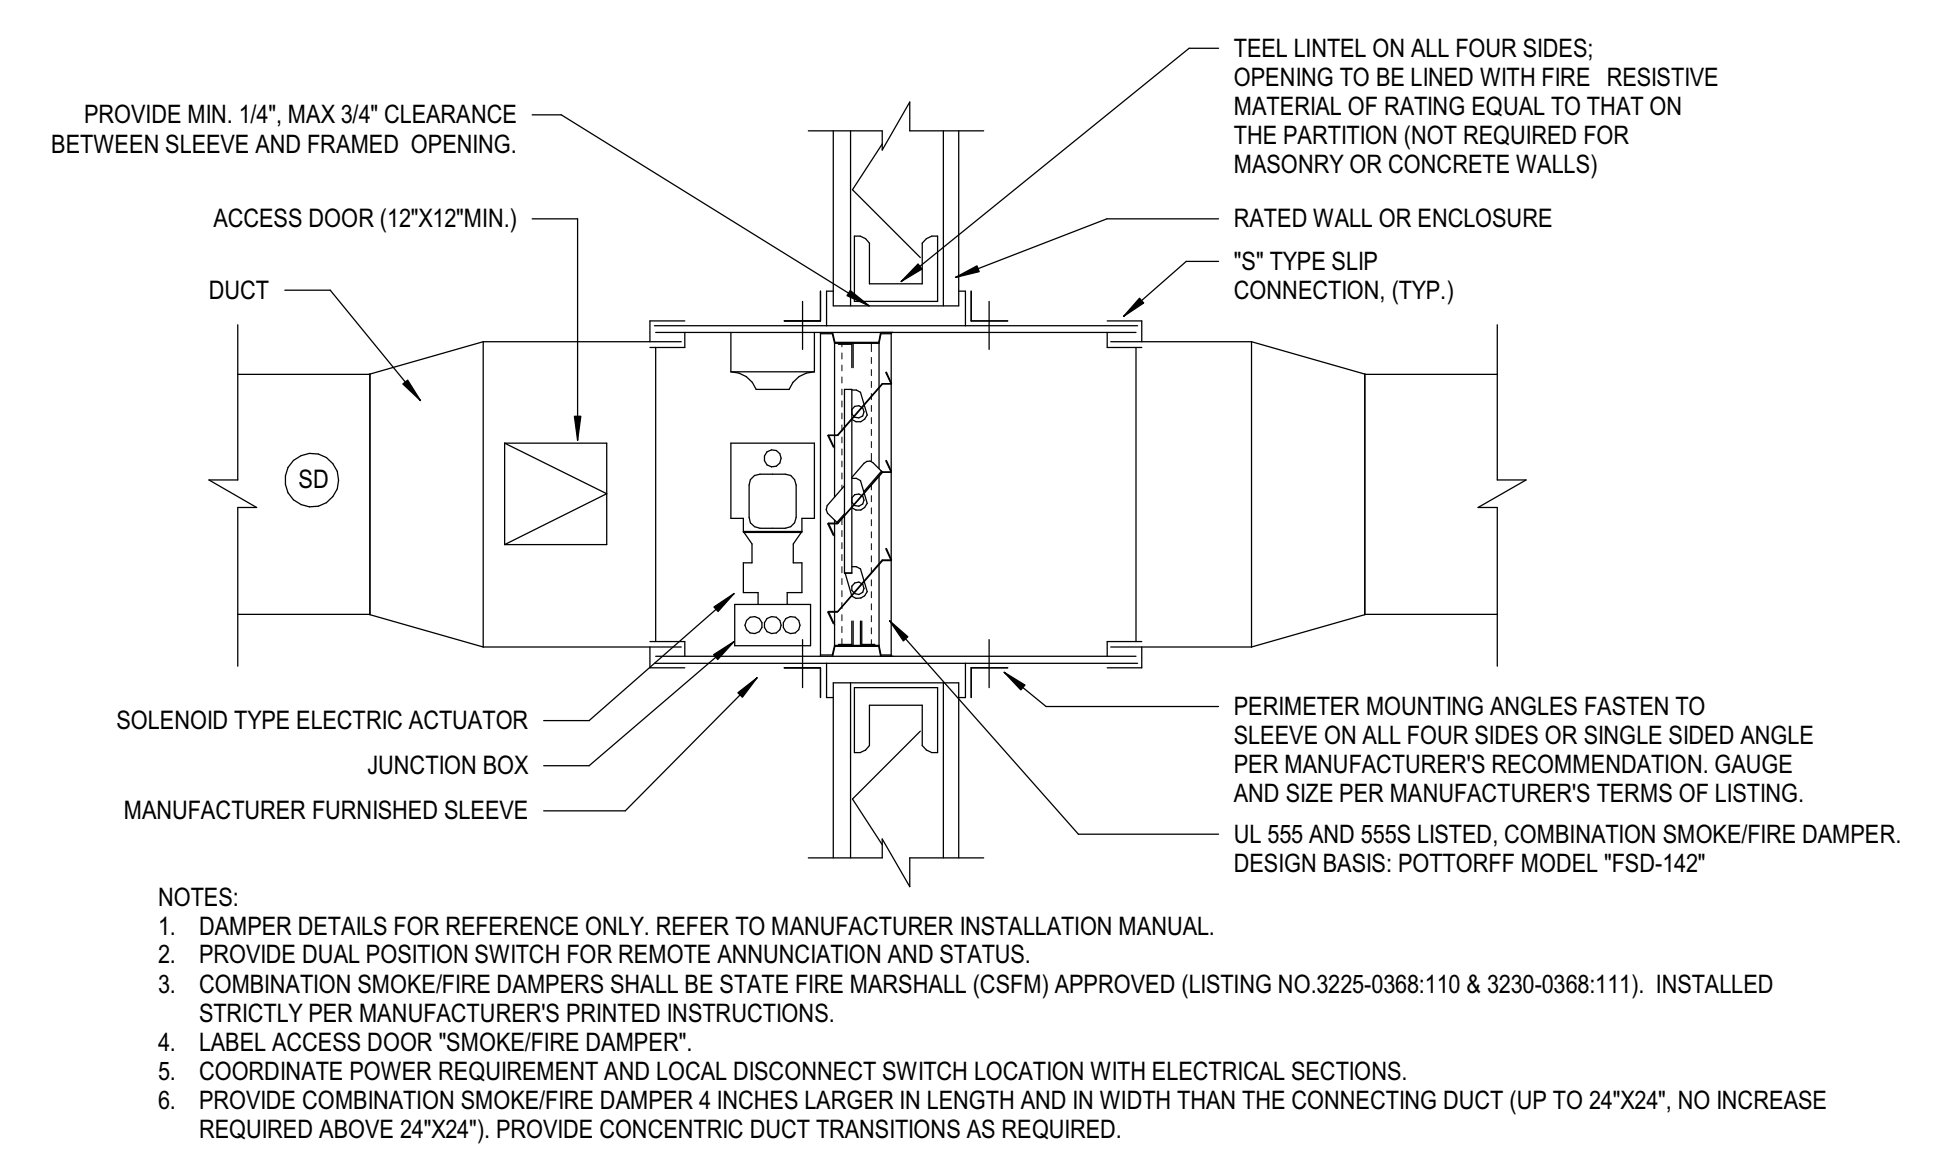 PROVIDE MIN. 1/4", MAX 3/4" CLEARANCE
BETWEEN SLEEVE AND FRAMED OPENING.
ACCESS DOOR (12"X12"MIN.)
DUCT
SD
TEEL LINTEL ON ALL FOUR SIDES;
OPENING TO BE LINED WITH FIRE RESISTIVE
MATERIAL OF RATING EQUAL TO THAT ON
THE PARTITION (NOT REQUIRED FOR
MASONRY OR CONCRETE WALLS)
RATED WALL OR ENCLOSURE
"S" TYPE SLIP
CONNECTION, (TYP.)
SOLENOID TYPE ELECTRIC ACTUATOR
JUNCTION BOX
MANUFACTURER FURNISHED SLEEVE
PERIMETER MOUNTING ANGLES FASTEN TO
SLEEVE ON ALL FOUR SIDES OR SINGLE SIDED ANGLE
PER MANUFACTURER'S RECOMMENDATION. GAUGE
AND SIZE PER MANUFACTURER'S TERMS OF LISTING.
UL 555 AND 555S LISTED, COMBINATION SMOKE/FIRE DAMPER.
DESIGN BASIS: POTTORFF MODEL "FSD-142"
NOTES:
1. DAMPER DETAILS FOR REFERENCE ONLY. REFER TO MANUFACTURER INSTALLATION MANUAL.
2. PROVIDE DUAL POSITION SWITCH FOR REMOTE ANNUNCIATION AND STATUS.
3. COMBINATION SMOKE/FIRE DAMPERS SHALL BE STATE FIRE MARSHALL (CSFM) APPROVED (LISTING NO.3225-0368:110 & 3230-0368:111). INSTALLED
STRICTLY PER MANUFACTURER'S PRINTED INSTRUCTIONS.
4. LABEL ACCESS DOOR "SMOKE/FIRE DAMPER".
5. COORDINATE POWER REQUIREMENT AND LOCAL DISCONNECT SWITCH LOCATION WITH ELECTRICAL SECTIONS.
6. PROVIDE COMBINATION SMOKE/FIRE DAMPER 4 INCHES LARGER IN LENGTH AND IN WIDTH THAN THE CONNECTING DUCT (UP TO 24"X24", NO INCREASE
REQUIRED ABOVE 24"X24"). PROVIDE CONCENTRIC DUCT TRANSITIONS AS REQUIRED.